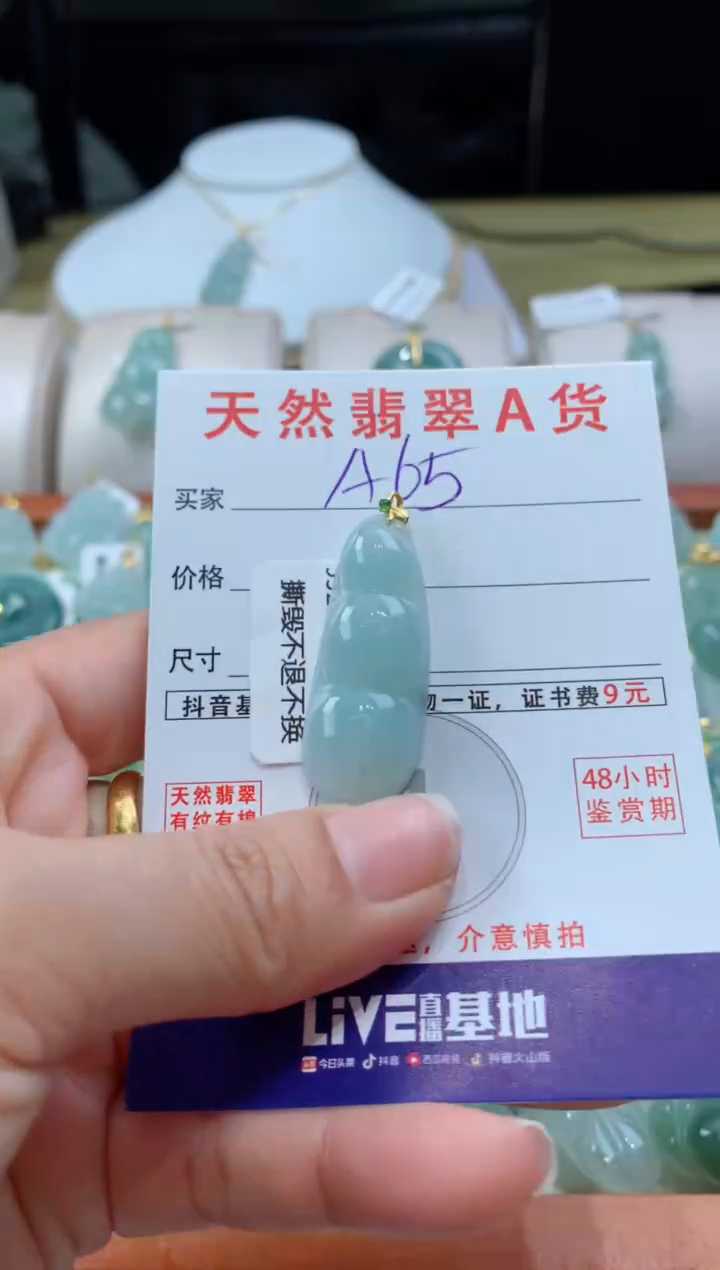 天然翡翠A货
买家 A65
价格
尺寸
撕毁不退不换
抖音基
一证，证书费9元
天然翡翠
有纹有棉
48小时
鉴赏期
，介意慎拍
LiVE直播基地
今日头条 抖音 西瓜视频 抖音火山版